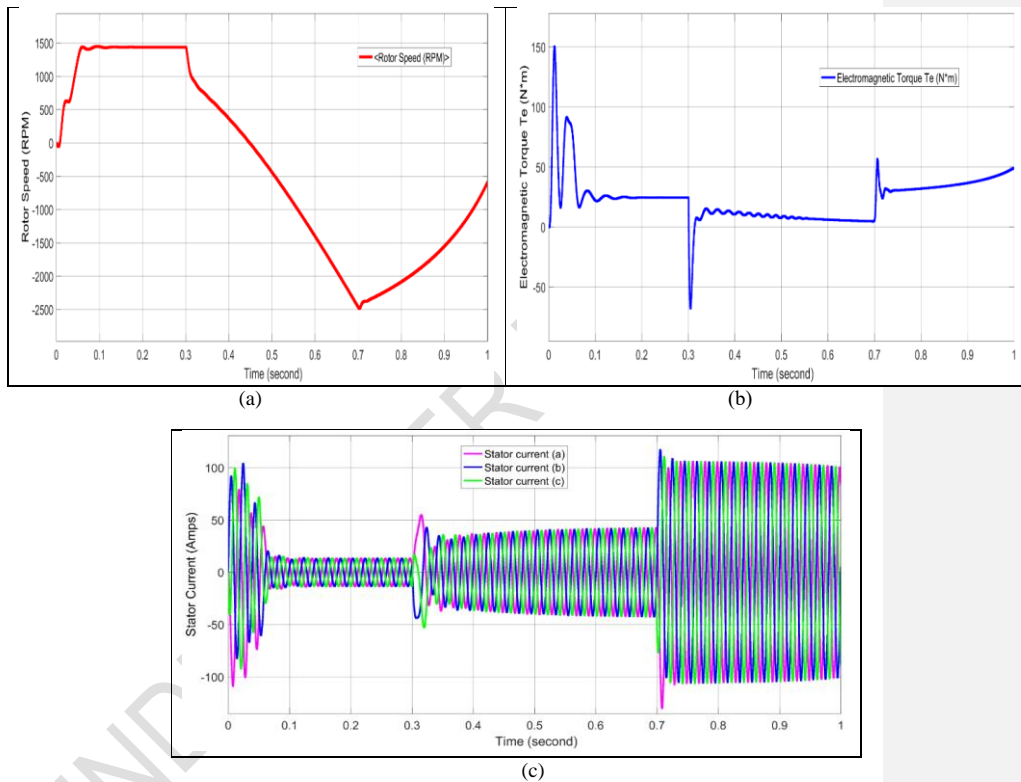 1500
1000
500
0
-500
-1000
-1500
-2000
-2500
Rotor Speed (RPM)
<Rotor Speed (RPM)>
0 0.1 0.2 0.3 0.4 0.5 0.6 0.7 0.8 0.9 1
Time (second)
(a)
150
100
50
0
-50
Electromagnetic Torque Te (N*m)
Electromagnetic Torque Te (N*m)
0 0.1 0.2 0.3 0.4 0.5 0.6 0.7 0.8 0.9 1
Time (second)
(b)
100
50
0
-50
-100
Stator Current (Amps)
Stator current (a)
Stator current (b)
Stator current (c)
0 0.1 0.2 0.3 0.4 0.5 0.6 0.7 0.8 0.9 1
Time (second)
(c)